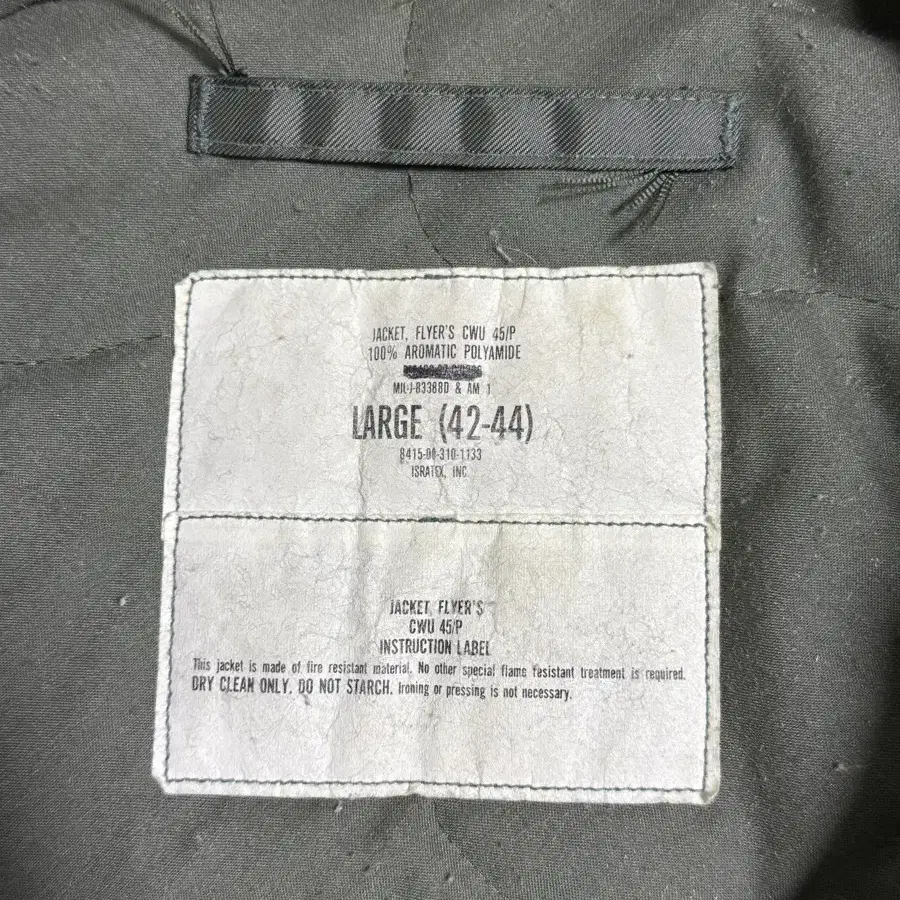 JACKET, FLYER'S CWU 45/P
100% AROMATIC POLYAMIDE
MIL-J-83388D & AM 1
LARGE (42-44)
8415-00-310-1133
ISRATEX, INC
JACKET, FLYER'S
CWU 45/P
INSTRUCTION LABEL
This jacket is made of fire resistant material. No other special flame resistant treatment is required.
DRY CLEAN ONLY. DO NOT STARCH. Ironing or pressing is not necessary.